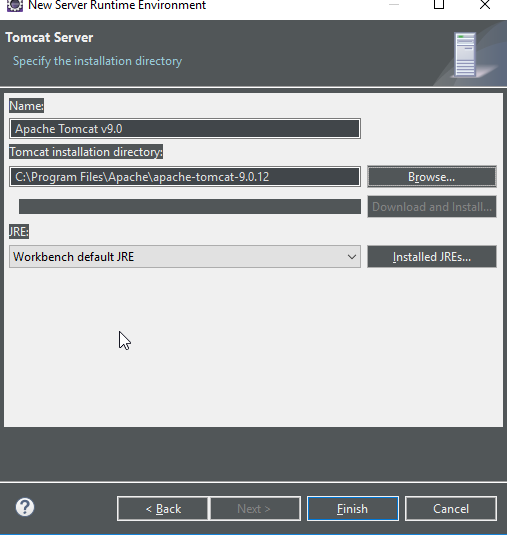 New Server Runtime Environment
Tomcat Server
Specify the installation directory
Name:
Apache Tomcat v9.0
Tomcat installation directory:
C:\Program Files\Apache\apache-tomcat-9.0.12
Browse...
Download and Install...
JRE:
Workbench default JRE
Installed JREs...
?
< Back
Next >
Finish
Cancel